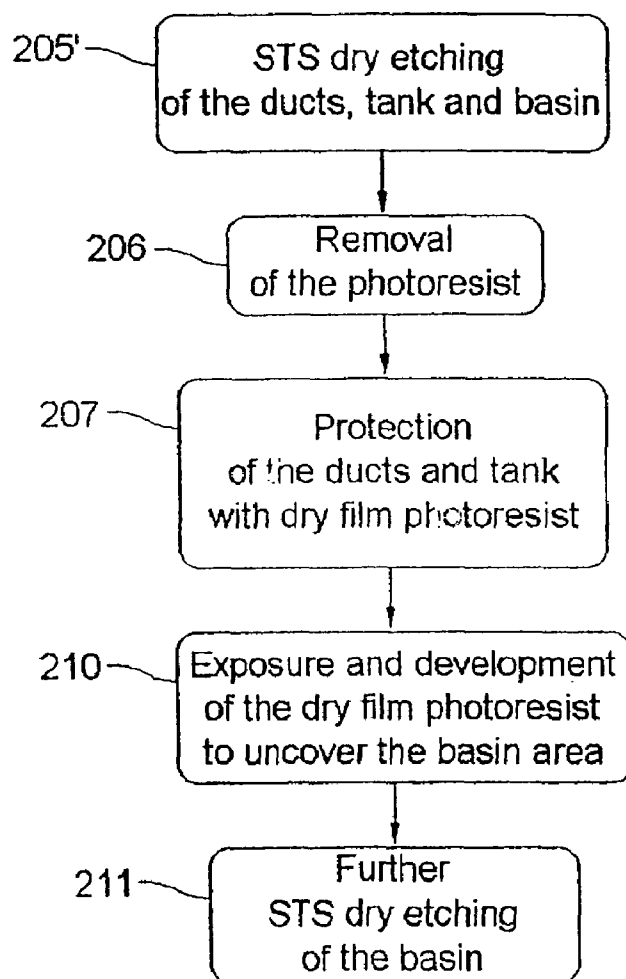 205'
STS dry etching
of the ducts, tank and basin
206
Removal
of the photoresist
207
Protection
of the ducts and tank
with dry film photoresist
210
Exposure and development
of the dry film photoresist
to uncover the basin area
211
Further
STS dry etching
of the basin